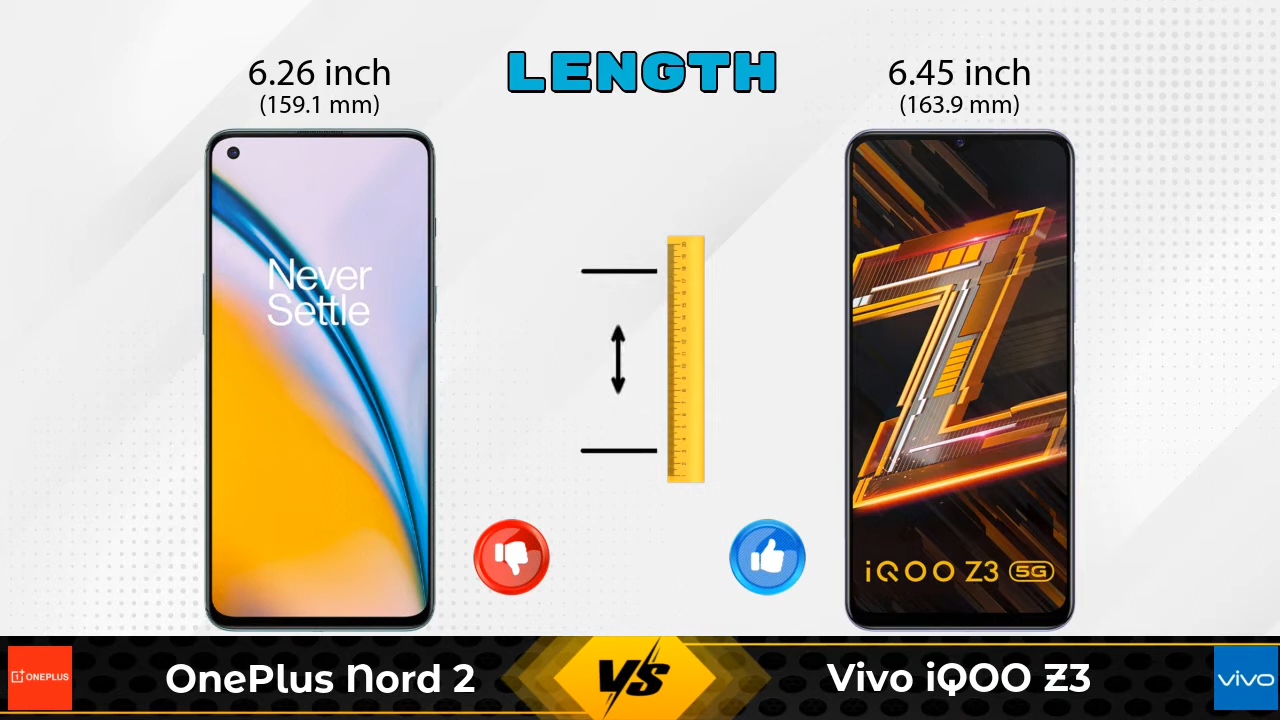 LENGTH
6.26 inch
(159.1 mm)
6.45 inch
(163.9 mm)
Never
Settle
iQOO Z3 5G
ONEPLUS
OnePlus Nord 2
VS
Vivo iQOO Z3
vivo